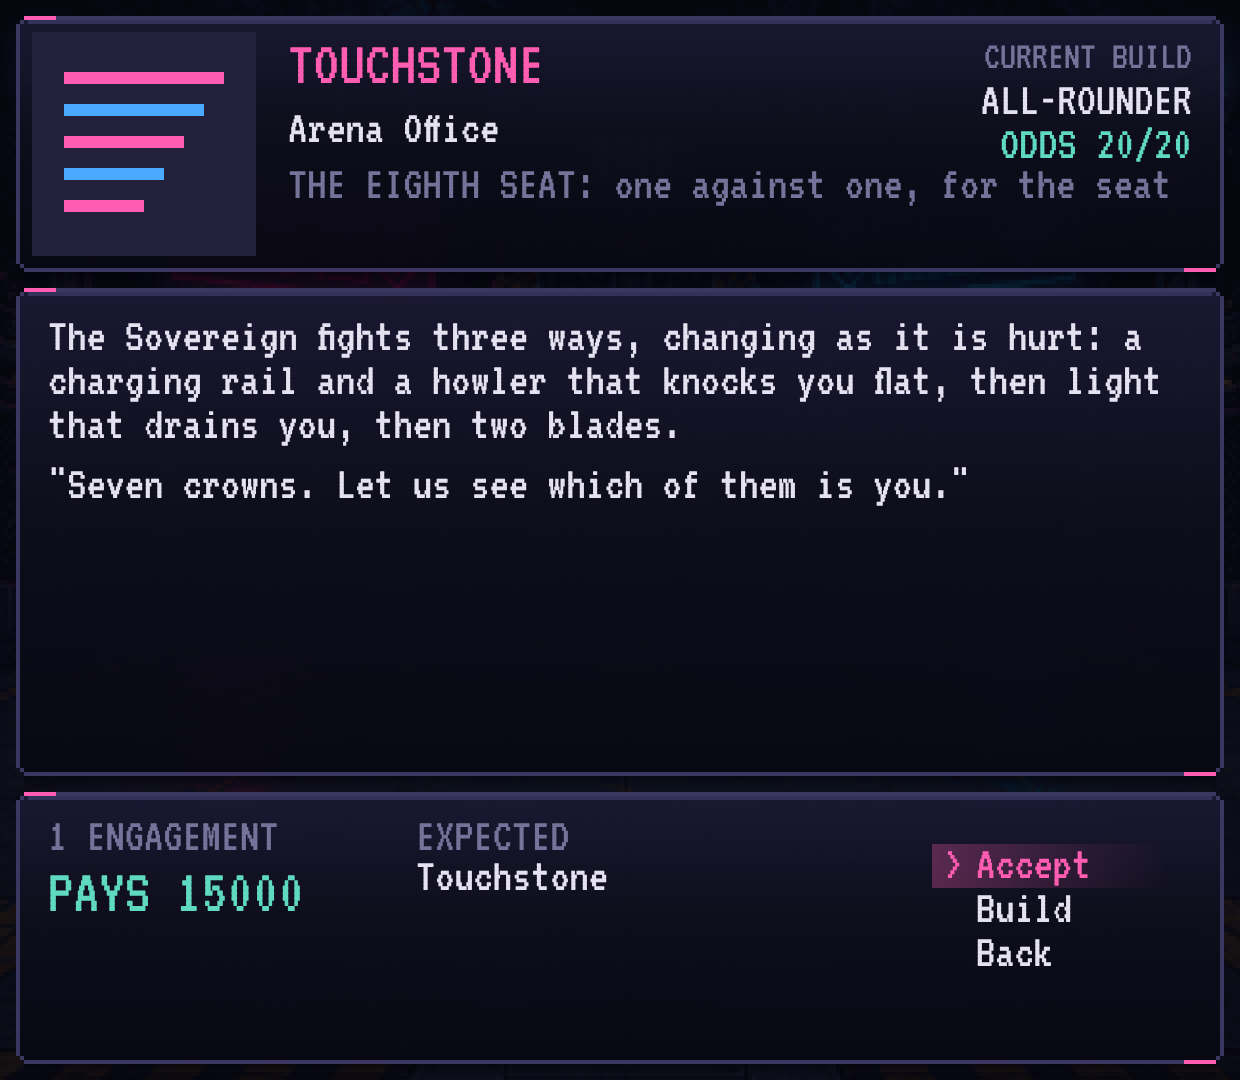 TOUCHSTONE
Arena Office
THE EIGHTH SEAT: one against one, for the seat
CURRENT BUILD
ALL-ROUNDER
ODDS 20/20
The Sovereign fights three ways, changing as it is hurt: a
charging rail and a howler that knocks you flat, then light
that drains you, then two blades.
"Seven crowns. Let us see which of them is you."
1 ENGAGEMENT
PAYS 15000
EXPECTED
Touchstone
> Accept
Build
Back